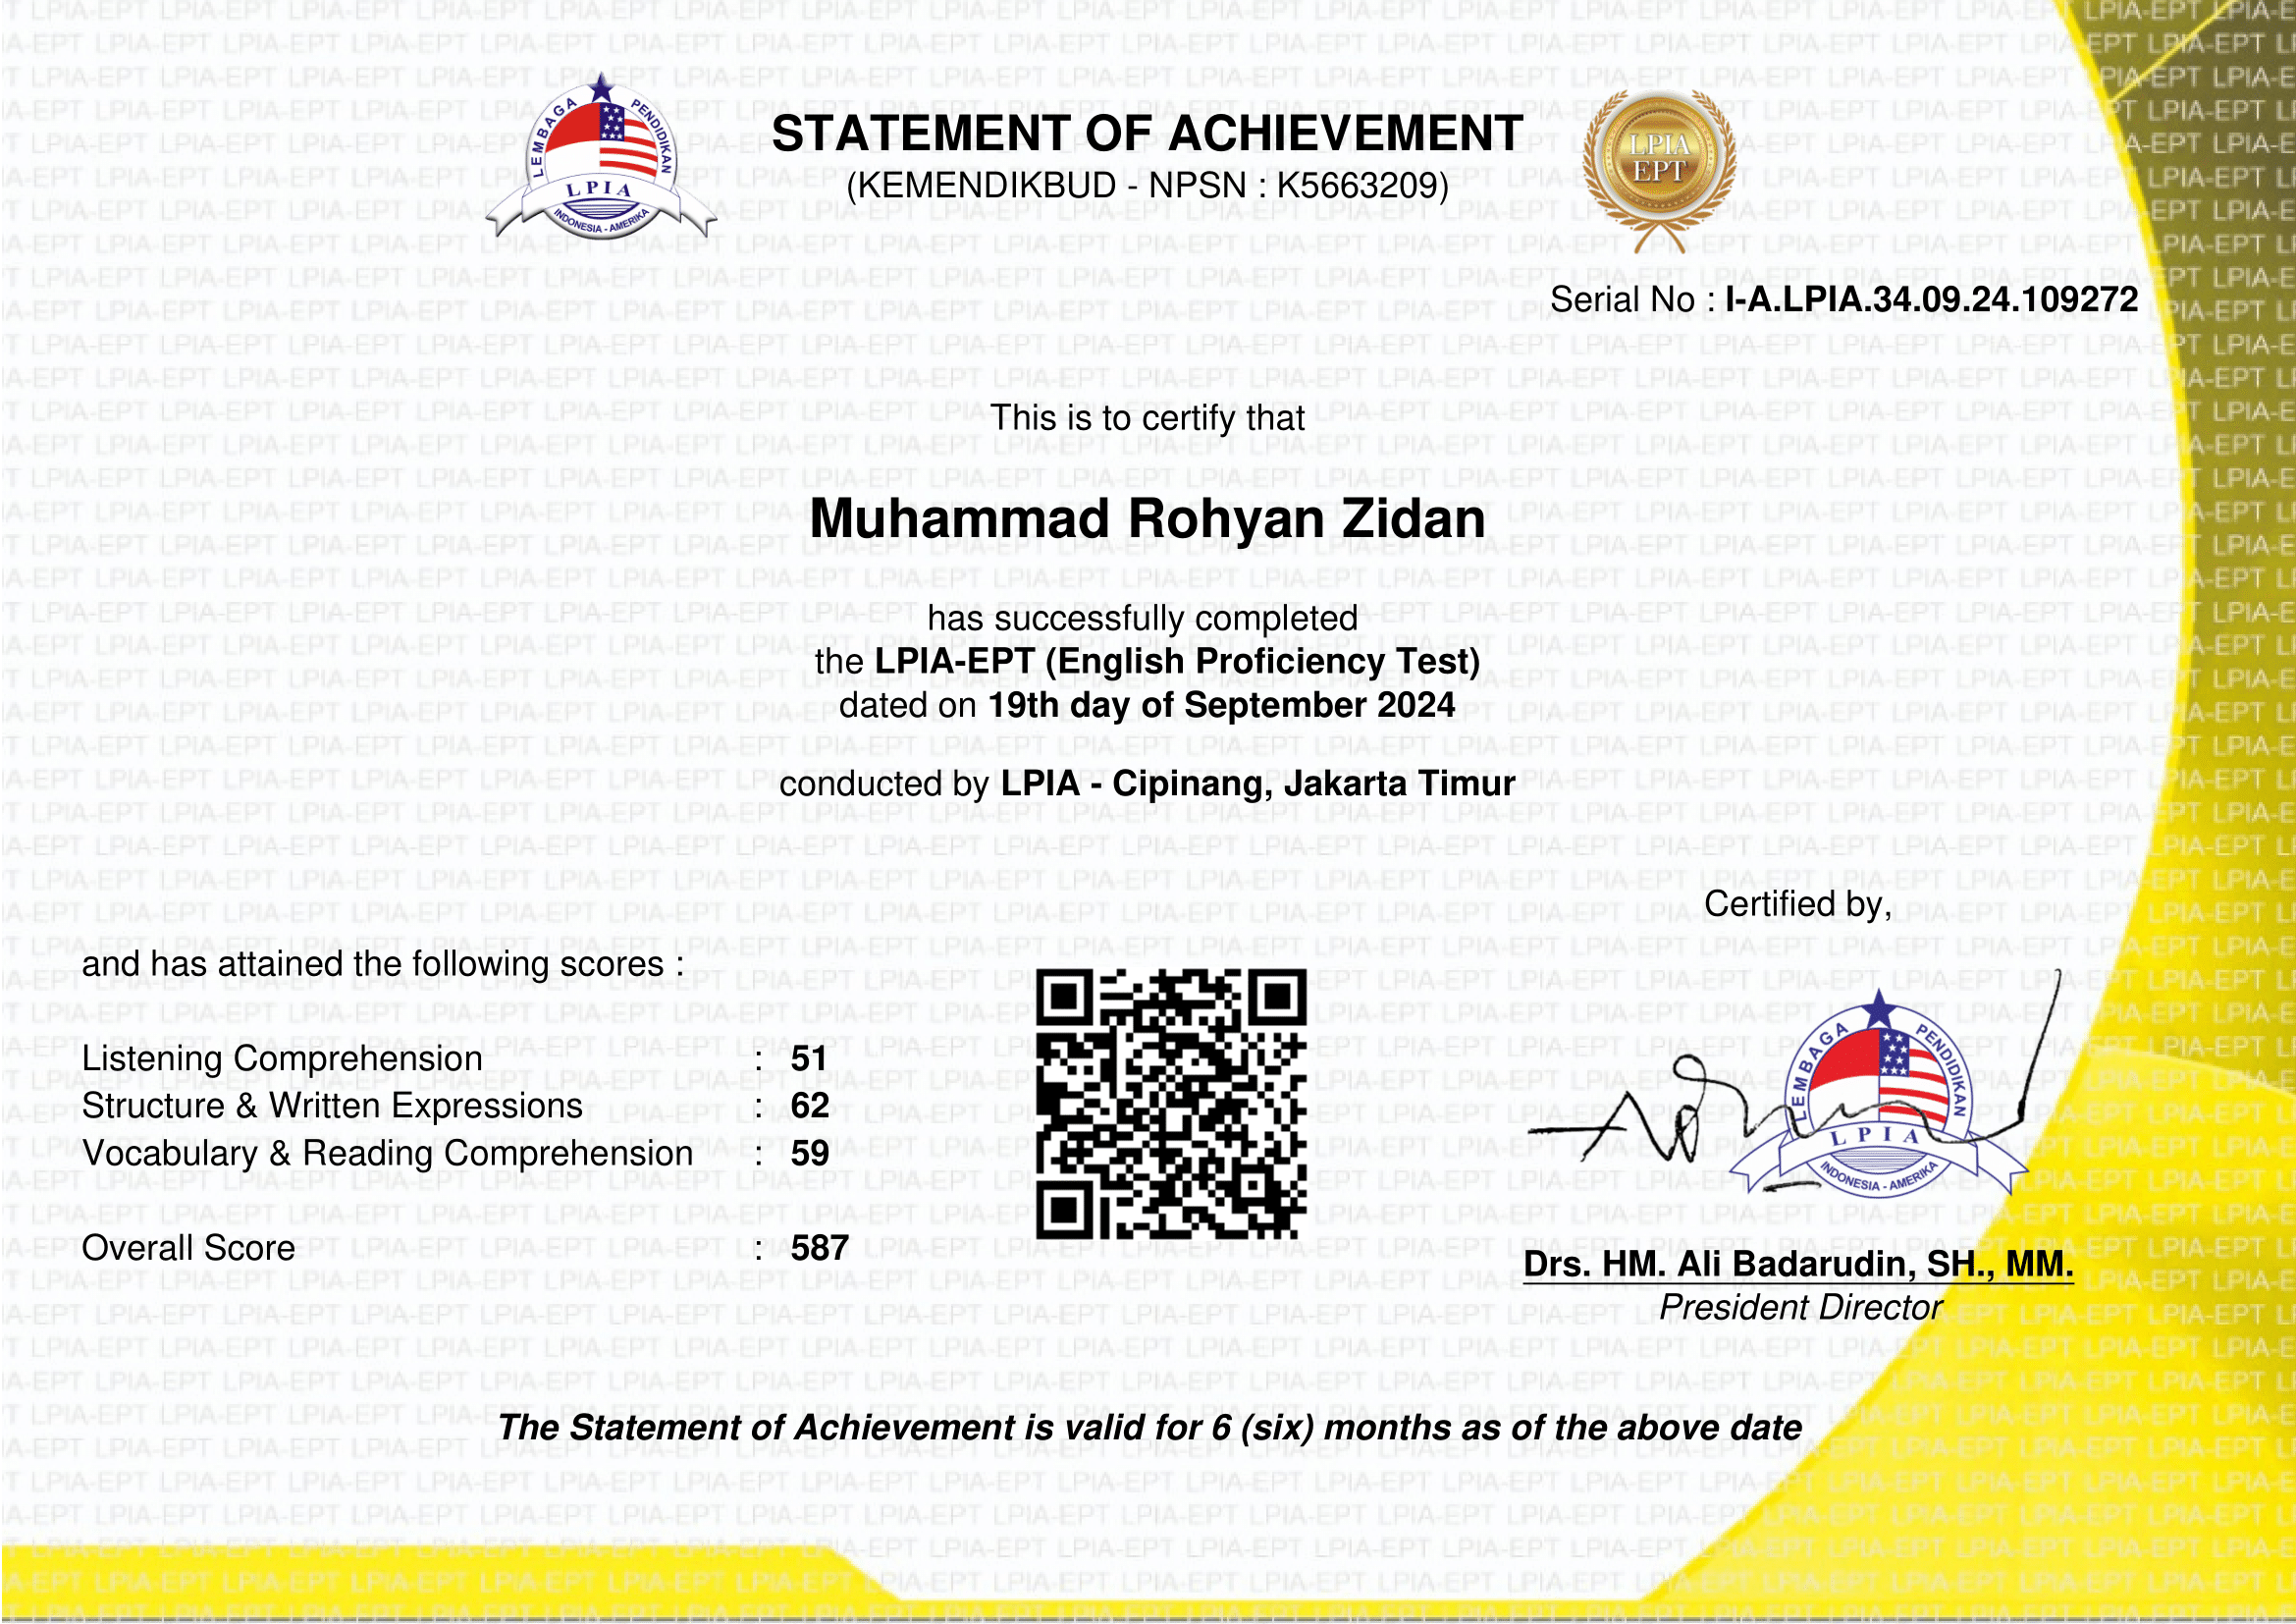 LEMBAGA PENDIDIKAN
LPIA
INDONESIA - AMERIKA
STATEMENT OF ACHIEVEMENT
(KEMENDIKBUD - NPSN : K5663209)
LPIA
EPT
Serial No : I-A.LPIA.34.09.24.109272
This is to certify that
Muhammad Rohyan Zidan
has successfully completed
the LPIA-EPT (English Proficiency Test)
dated on 19th day of September 2024
conducted by LPIA - Cipinang, Jakarta Timur
and has attained the following scores :
Listening Comprehension : 51
Structure & Written Expressions : 62
Vocabulary & Reading Comprehension : 59
Overall Score : 587
Certified by,
LEMBAGA PENDIDIKAN
LPIA
INDONESIA - AMERIKA
Drs. HM. Ali Badarudin, SH., MM.
President Director
The Statement of Achievement is valid for 6 (six) months as of the above date